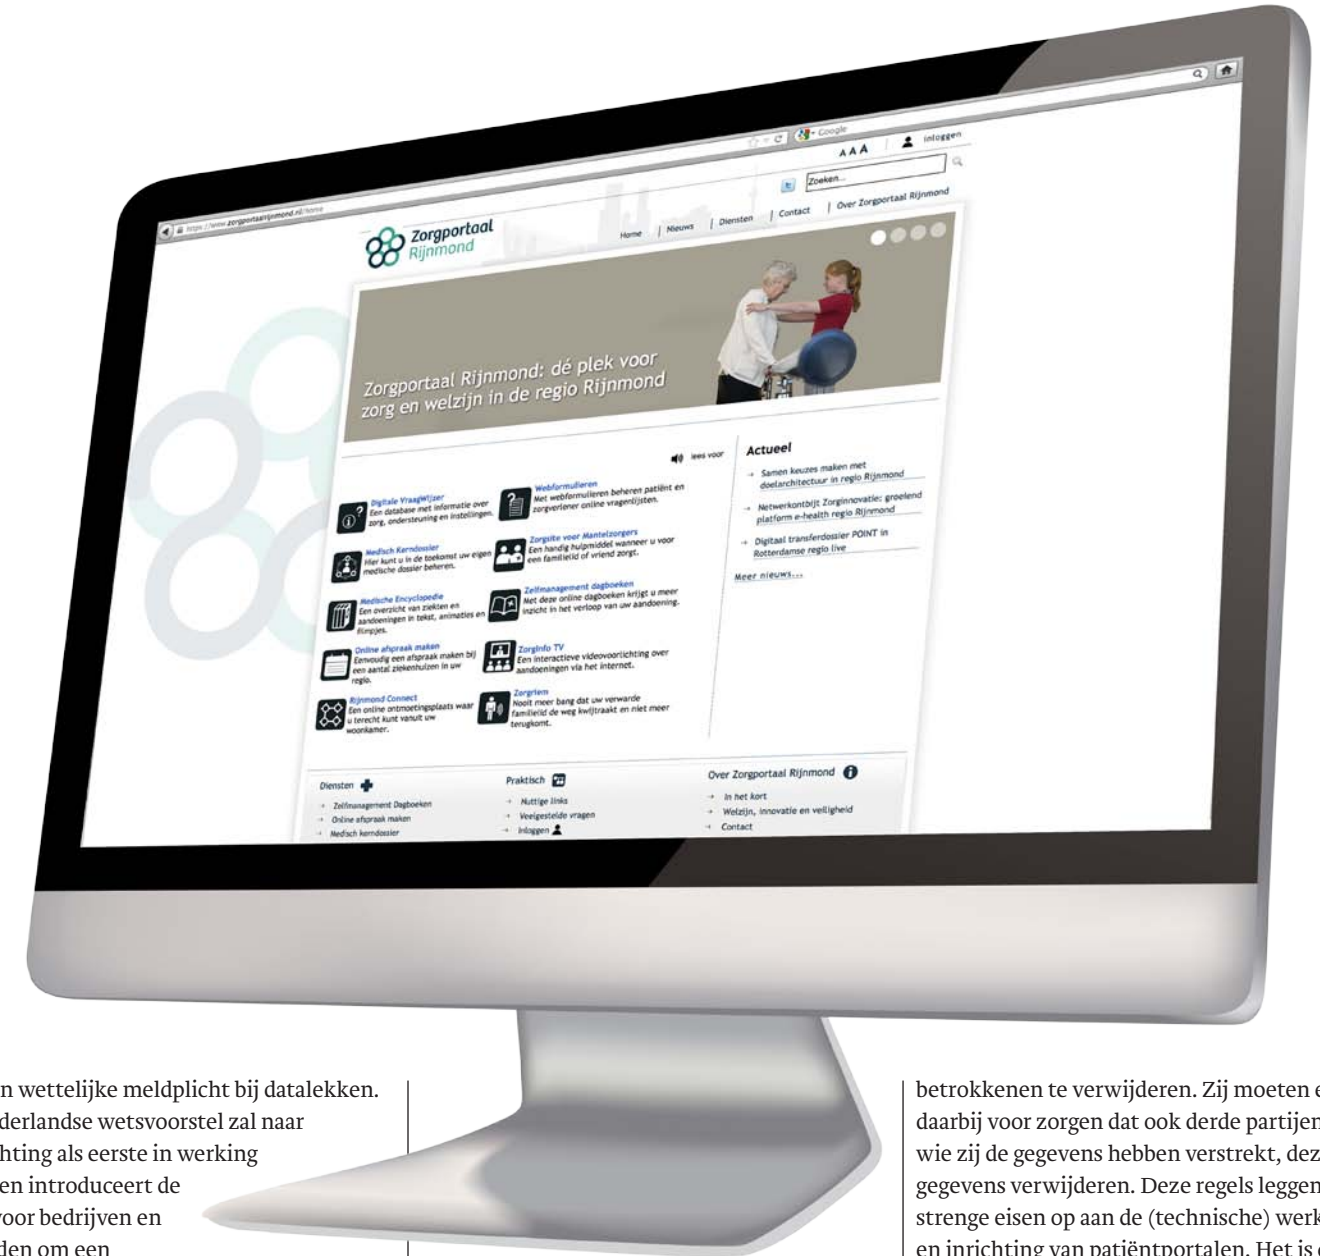 https://www.zorgportaalrijnmond.nl/home
Google
A A A
inloggen
Zoeken...
Zorgportaal
Rijnmond
Home | Nieuws | Diensten | Contact | Over Zorgportaal Rijnmond
Zorgportaal Rijnmond: dé plek voor
zorg en welzijn in de regio Rijnmond
lees voor
Digitale VraagWijzer
Een database met informatie over
zorg, ondersteuning en instellingen.
Webformulieren
Met webformulieren beheren patiënt en
zorgverlener online vragenlijsten.
Medisch Kerndossier
Hier kunt u in de toekomst uw eigen
medische dossier beheren.
Zorgsite voor Mantelzorgers
Een handig hulpmiddel wanneer u voor
een familielid of vriend zorgt.
Medische Encyclopedie
Een overzicht van ziekten en
aandoeningen in tekst, animaties en
filmpjes.
Zelfmanagement dagboeken
Met deze online dagboeken krijgt u meer
inzicht in het verloop van uw aandoening.
Online afspraak maken
Eenvoudig een afspraak maken bij
een aantal ziekenhuizen in uw
regio.
ZorgInfo TV
Een interactieve videovoorlichting over
aandoeningen via het internet.
Rijnmond Connect
Een online ontmoetingsplaats waar
u terecht kunt vanuit uw
woonkamer.
Zorgriem
Nooit meer bang dat uw verwarde
familielid de weg kwijtraakt en niet meer
terugkomt.
Actueel
Samen keuzes maken met
doelarchitectuur in regio Rijnmond
Netwerkontbijt Zorginnovatie: groeiend
platform e-health regio Rijnmond
Digitaal transferdossier POINT in
Rotterdamse regio live
Meer nieuws...
Diensten
Zelfmanagement Dagboeken
Online afspraak maken
Medisch kerndossier
Praktisch
Nuttige links
Veelgestelde vragen
Inloggen
Over Zorgportaal Rijnmond
In het kort
Welzijn, innovatie en veiligheid
Contact
n wettelijke meldplicht bij datalekken.
derlandse wetsvoorstel zal naar
hting als eerste in werking
en introduceert de
voor bedrijven en
den om een
betrokkenen te verwijderen. Zij moeten e
daarbij voor zorgen dat ook derde partijen
wie zij de gegevens hebben verstrekt, dez
gegevens verwijderen. Deze regels leggen
strenge eisen op aan de (technische) werk
en inrichting van patiëntportalen. Het is